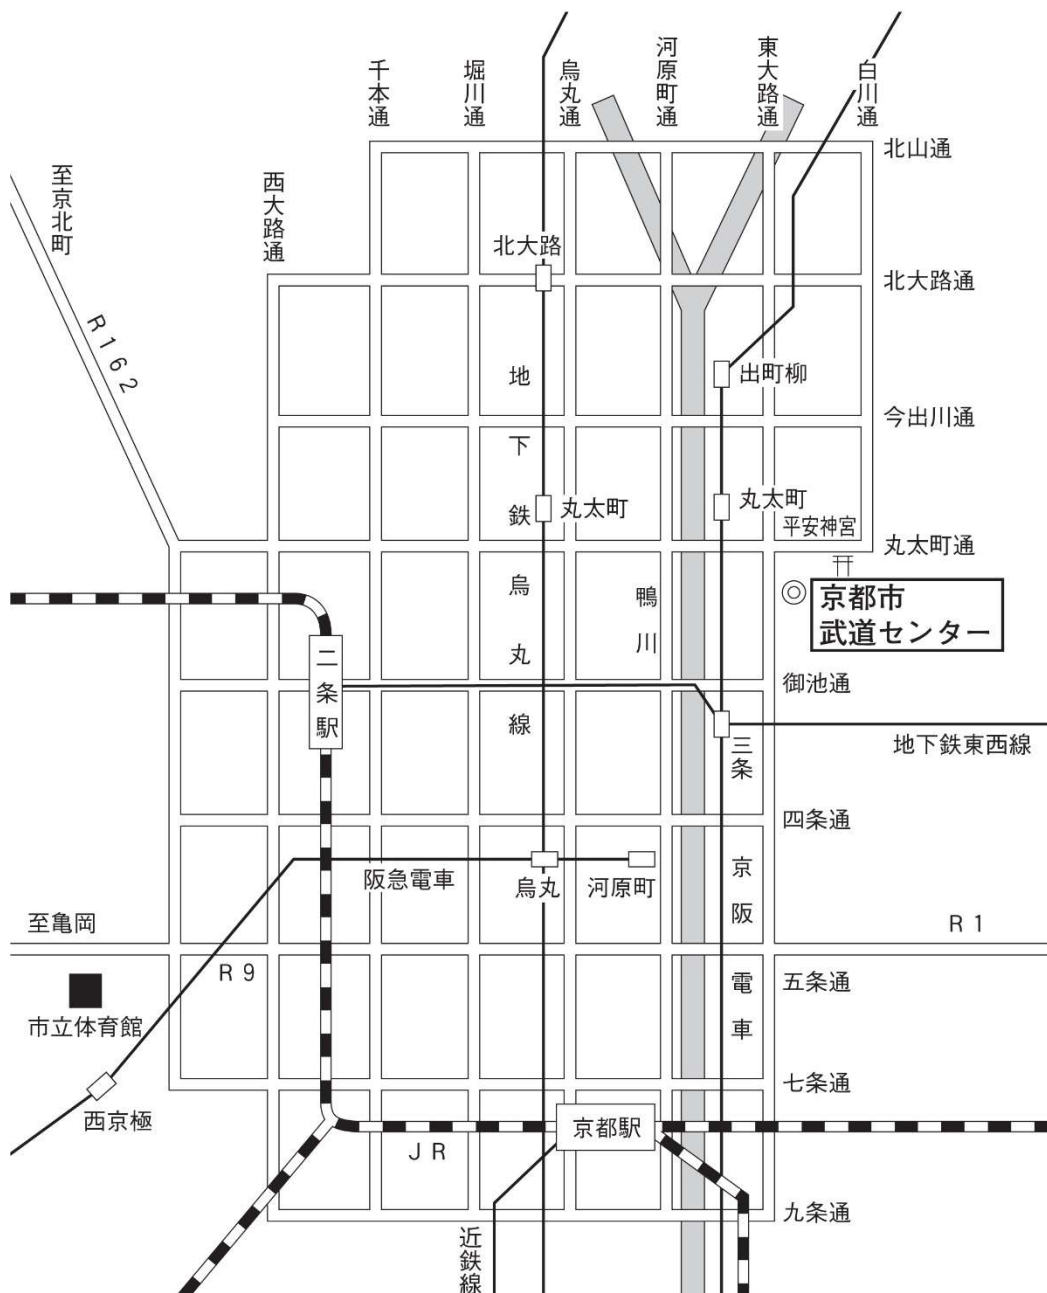 千本通
堀川通
烏丸通
河原町通
東大路通
白川通
北山通
至京北町
西大路通
北大路
北大路通
R162
出町柳
今出川通
丸太町
丸太町
平安神宮
丸太町通
京都市
武道センター
地下鉄烏丸線
鴨川
二条駅
御池通
三条
地下鉄東西線
四条通
阪急電車
烏丸
河原町
京阪電車
至亀岡
R1
R9
五条通
市立体育館
七条通
西京極
京都駅
JR
九条通
近鉄線